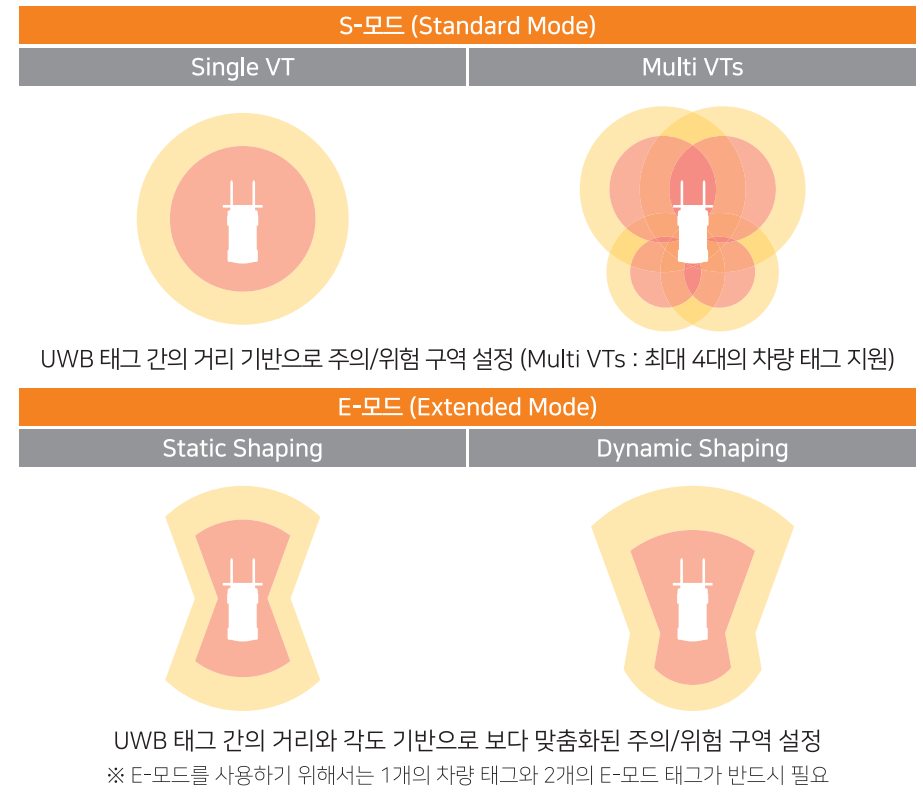 S-모드 (Standard Mode)
Single VT
Multi VTs
UWB 태그 간의 거리 기반으로 주의/위험 구역 설정 (Multi VTs : 최대 4대의 차량 태그 지원)
E-모드 (Extended Mode)
Static Shaping
Dynamic Shaping
UWB 태그 간의 거리와 각도 기반으로 보다 맞춤화된 주의/위험 구역 설정
※ E-모드를 사용하기 위해서는 1개의 차량 태그와 2개의 E-모드 태그가 반드시 필요